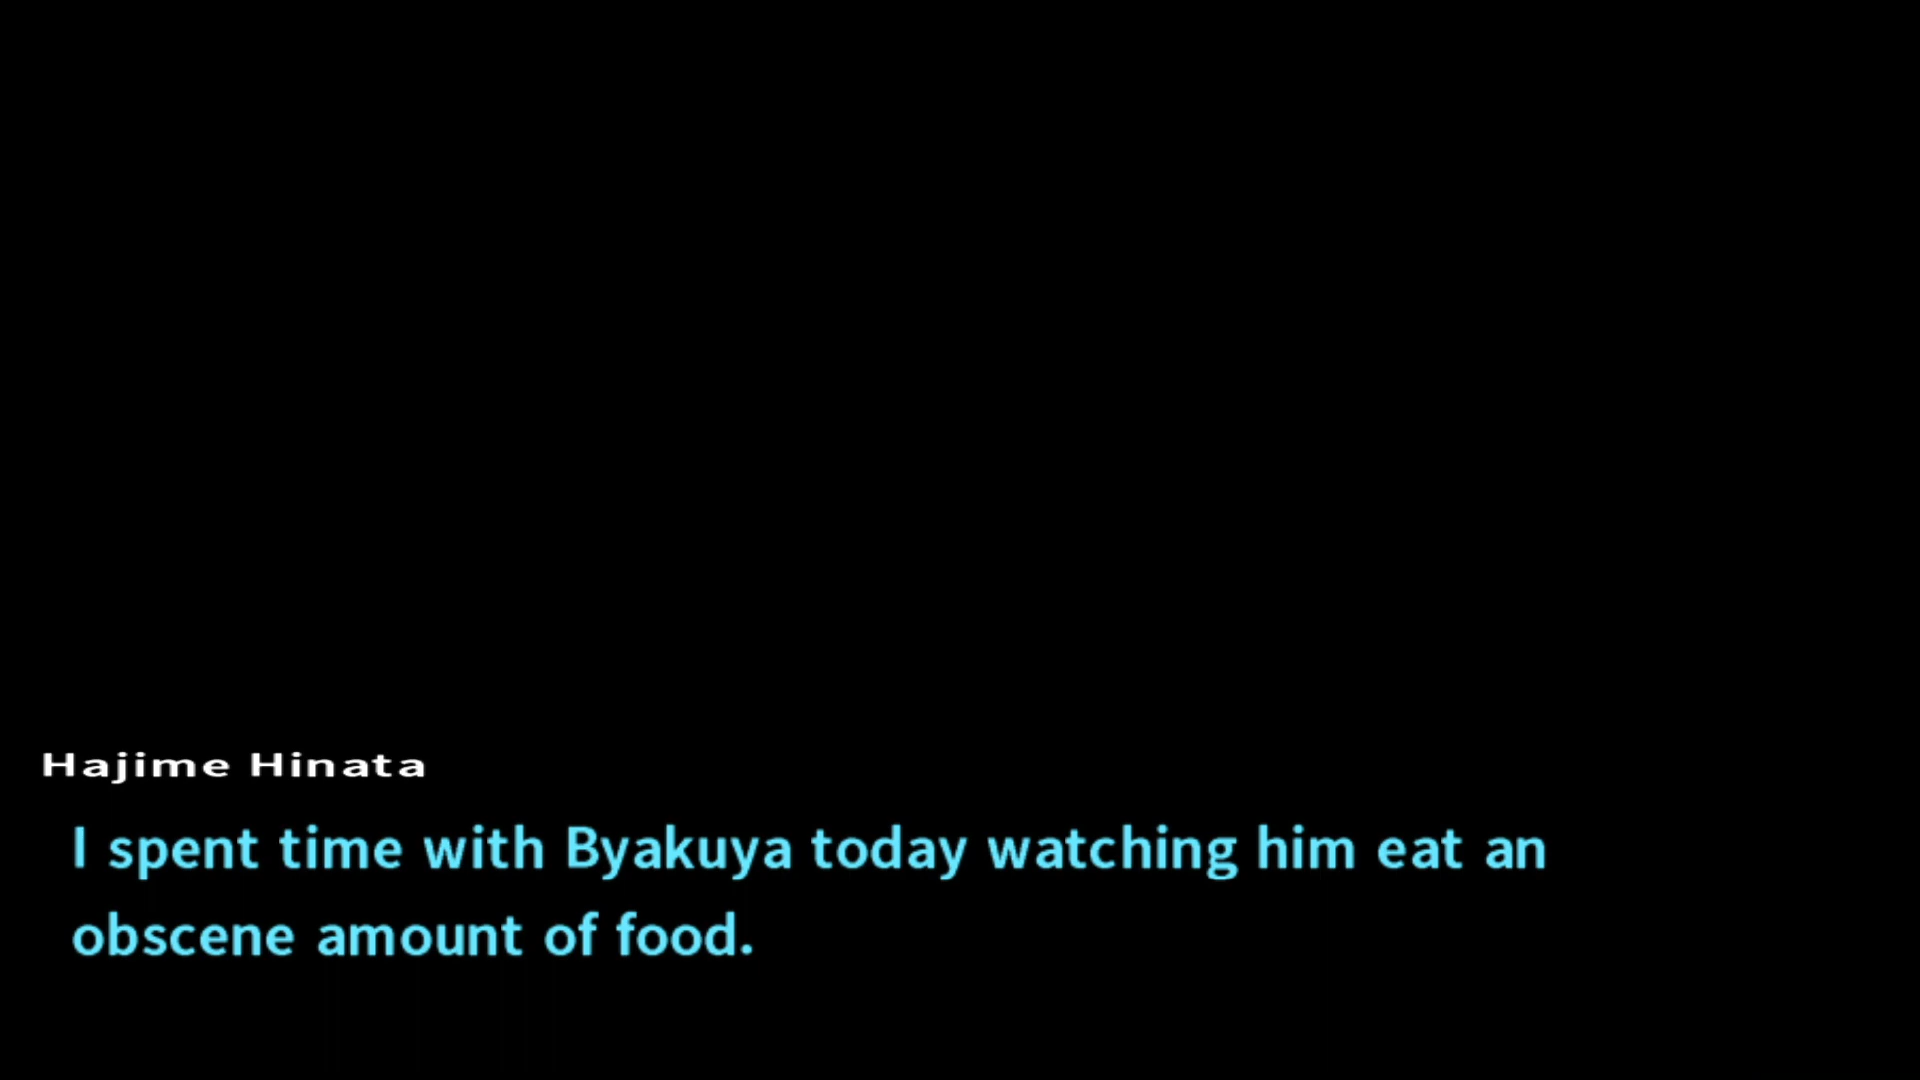 Hajime Hinata
I spent time with Byakuya today watching him eat an
obscene amount of food.